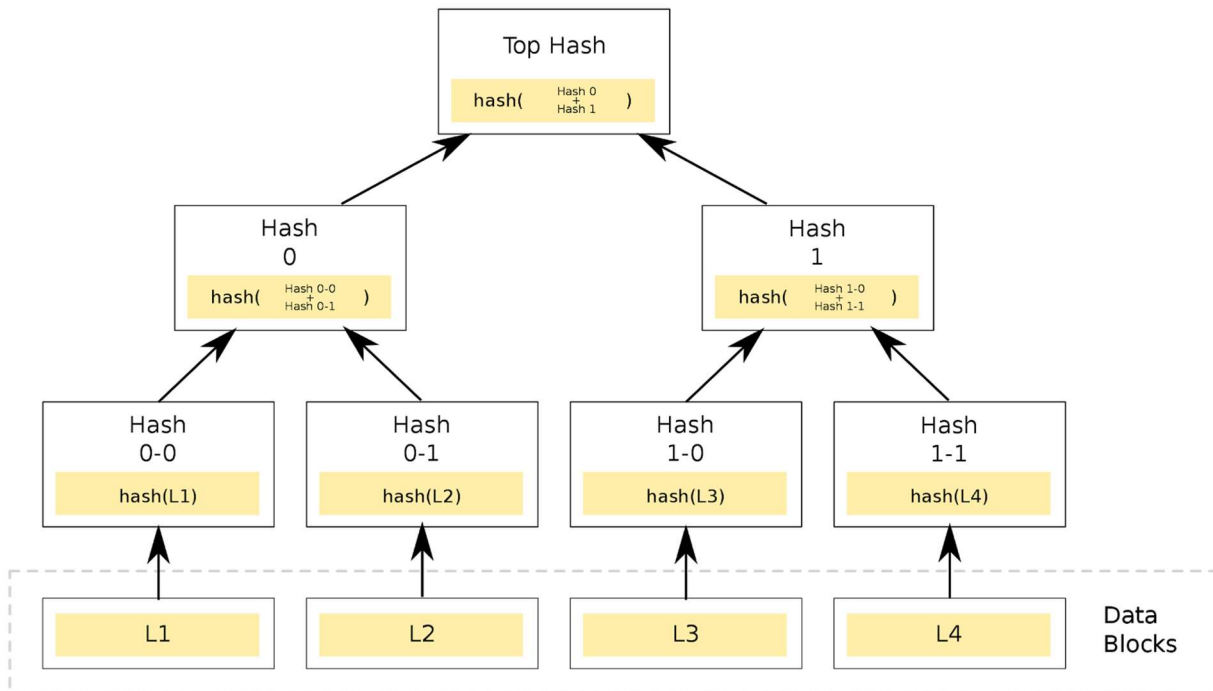 Top Hash
hash( Hash 0 + Hash 1 )
Hash
0
hash( Hash 0-0 + Hash 0-1 )
Hash
1
hash( Hash 1-0 + Hash 1-1 )
Hash
0-0
hash(L1)
Hash
0-1
hash(L2)
Hash
1-0
hash(L3)
Hash
1-1
hash(L4)
L1
L2
L3
L4
Data
Blocks